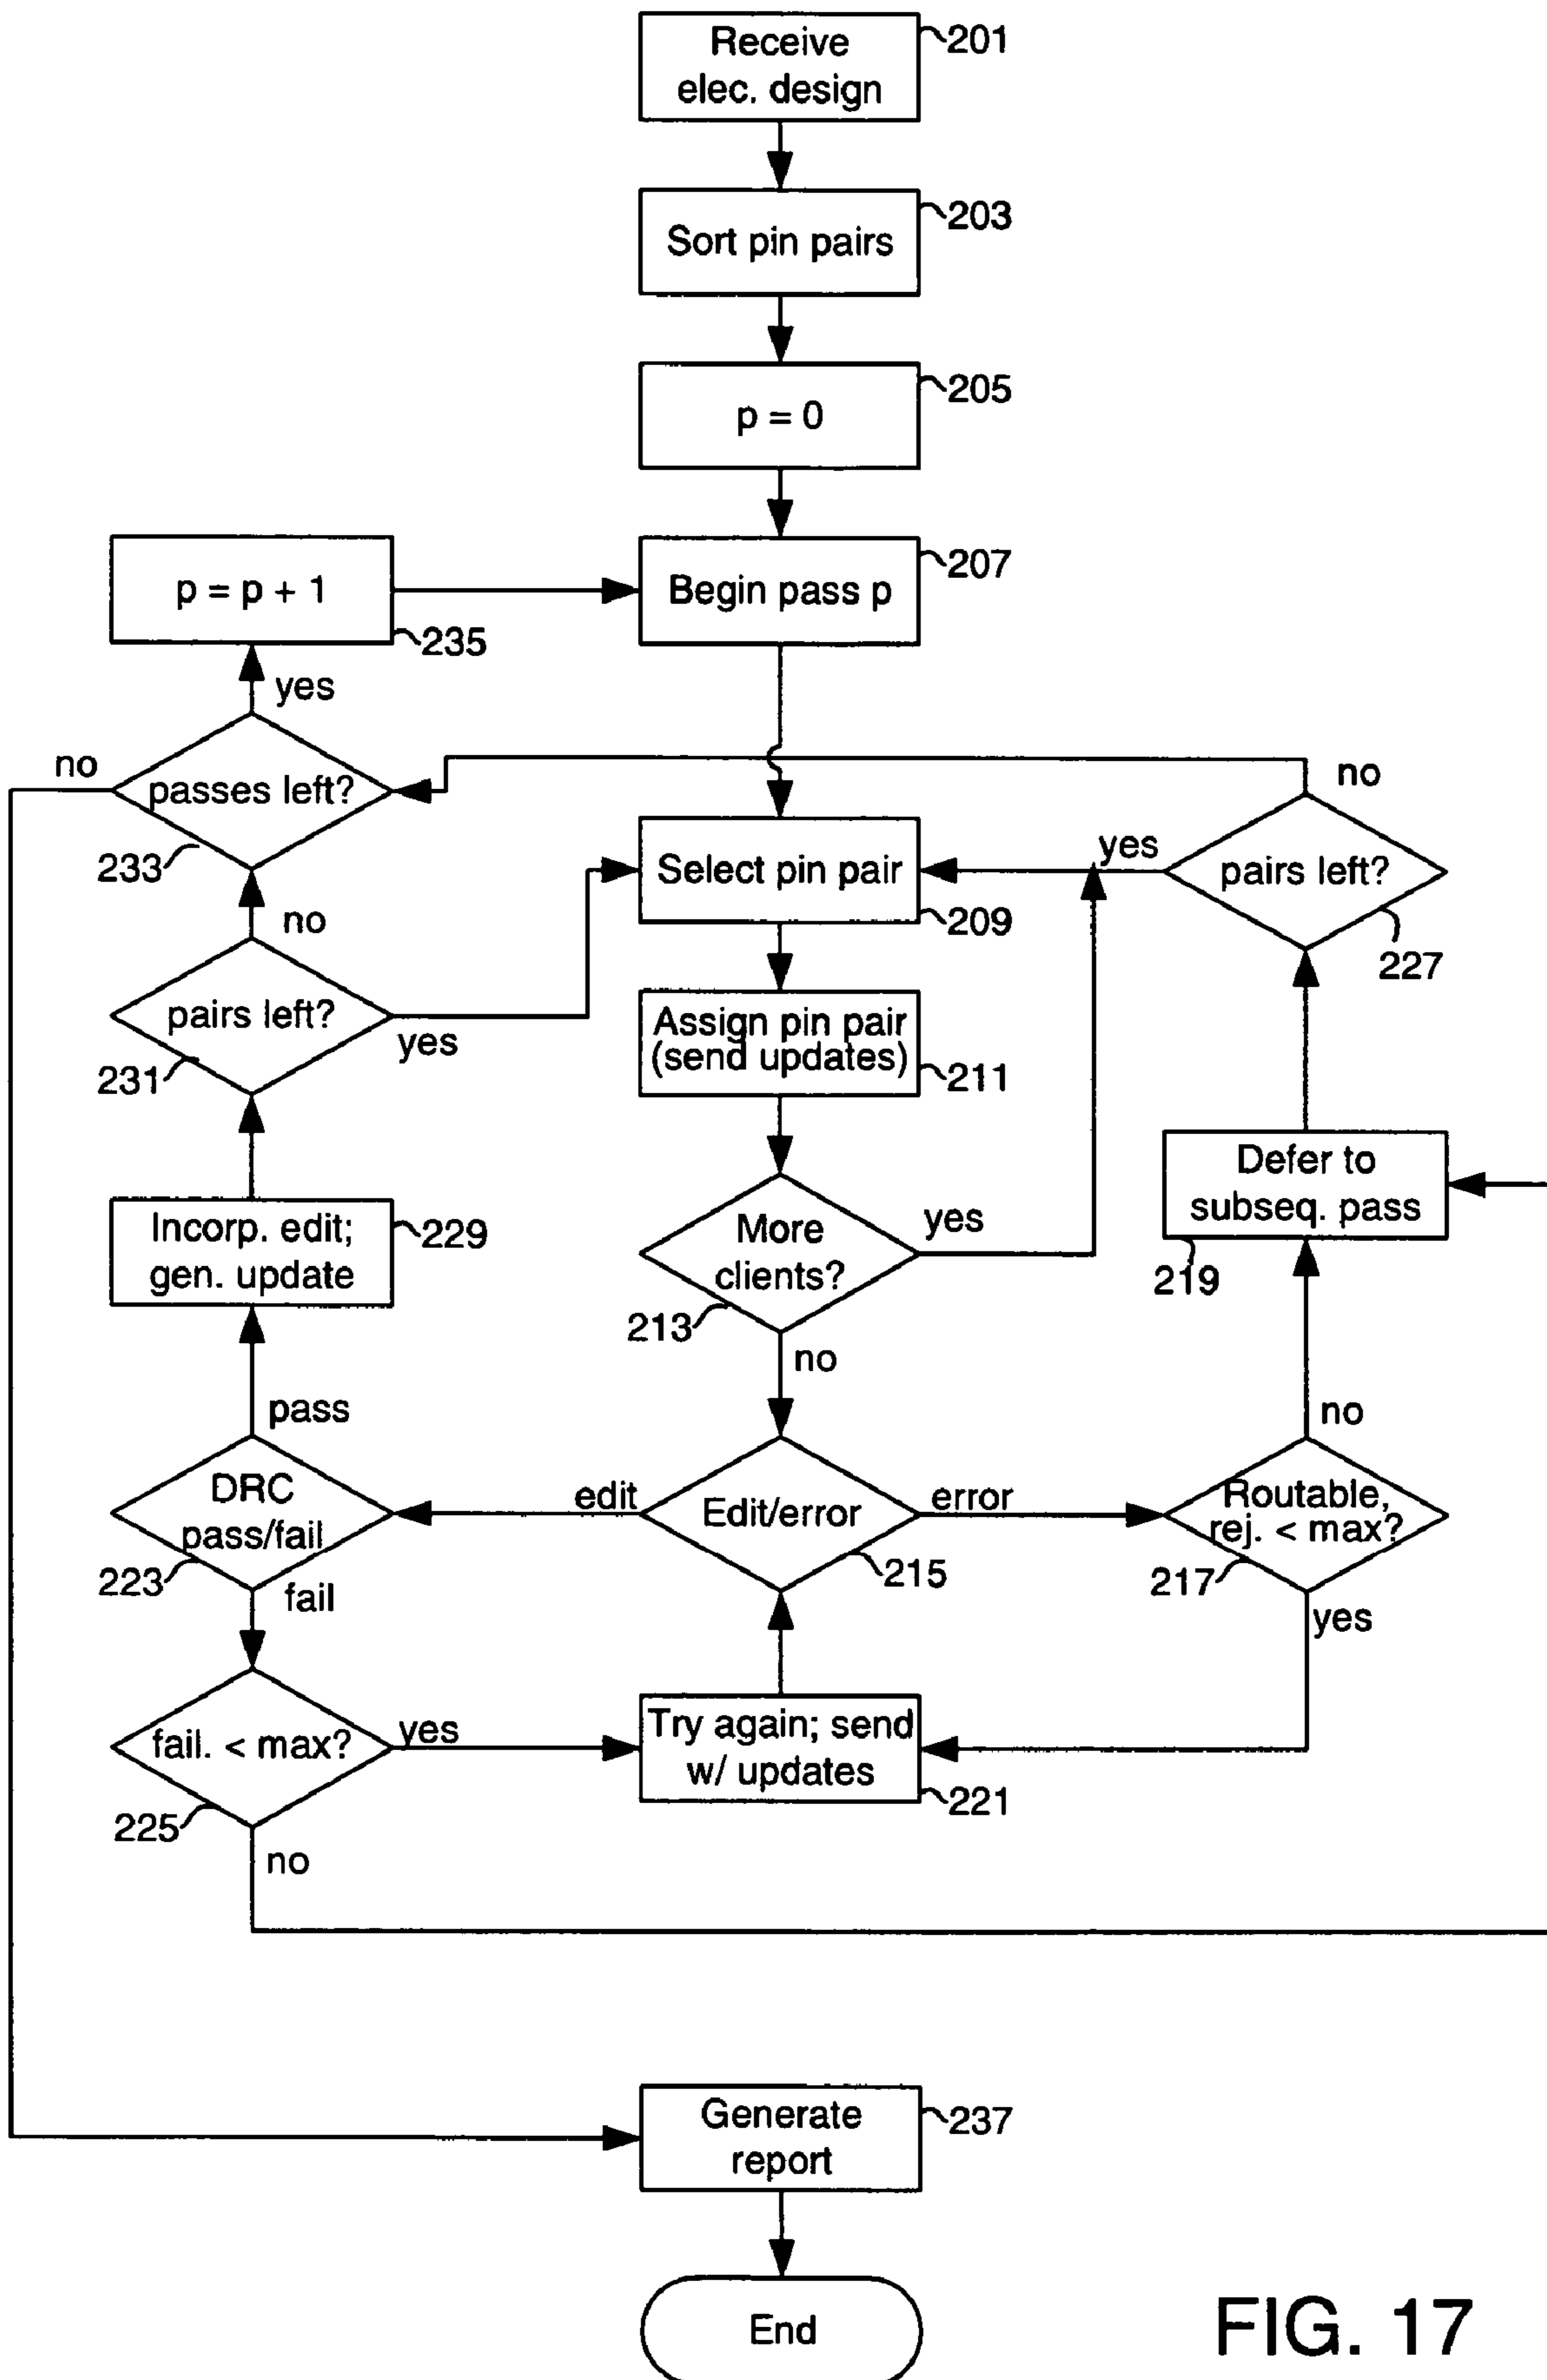 Receive
elec. design
201
Sort pin pairs
203
p = 0
205
p = p + 1
235
Begin pass p
207
yes
no
passes left?
233
no
yes
Select pin pair
209
pairs left?
227
no
pairs left?
yes
231
Assign pin pair
(send updates)
211
Defer to
subseq. pass
219
Incorp. edit;
gen. update
229
More
clients?
yes
213
no
pass
DRC
pass/fail
223
fail
edit
Edit/error
error
215
no
Routable,
rej. < max?
217
yes
fail. < max?
yes
225
no
Try again; send
w/ updates
221
Generate
report
237
End
FIG. 17